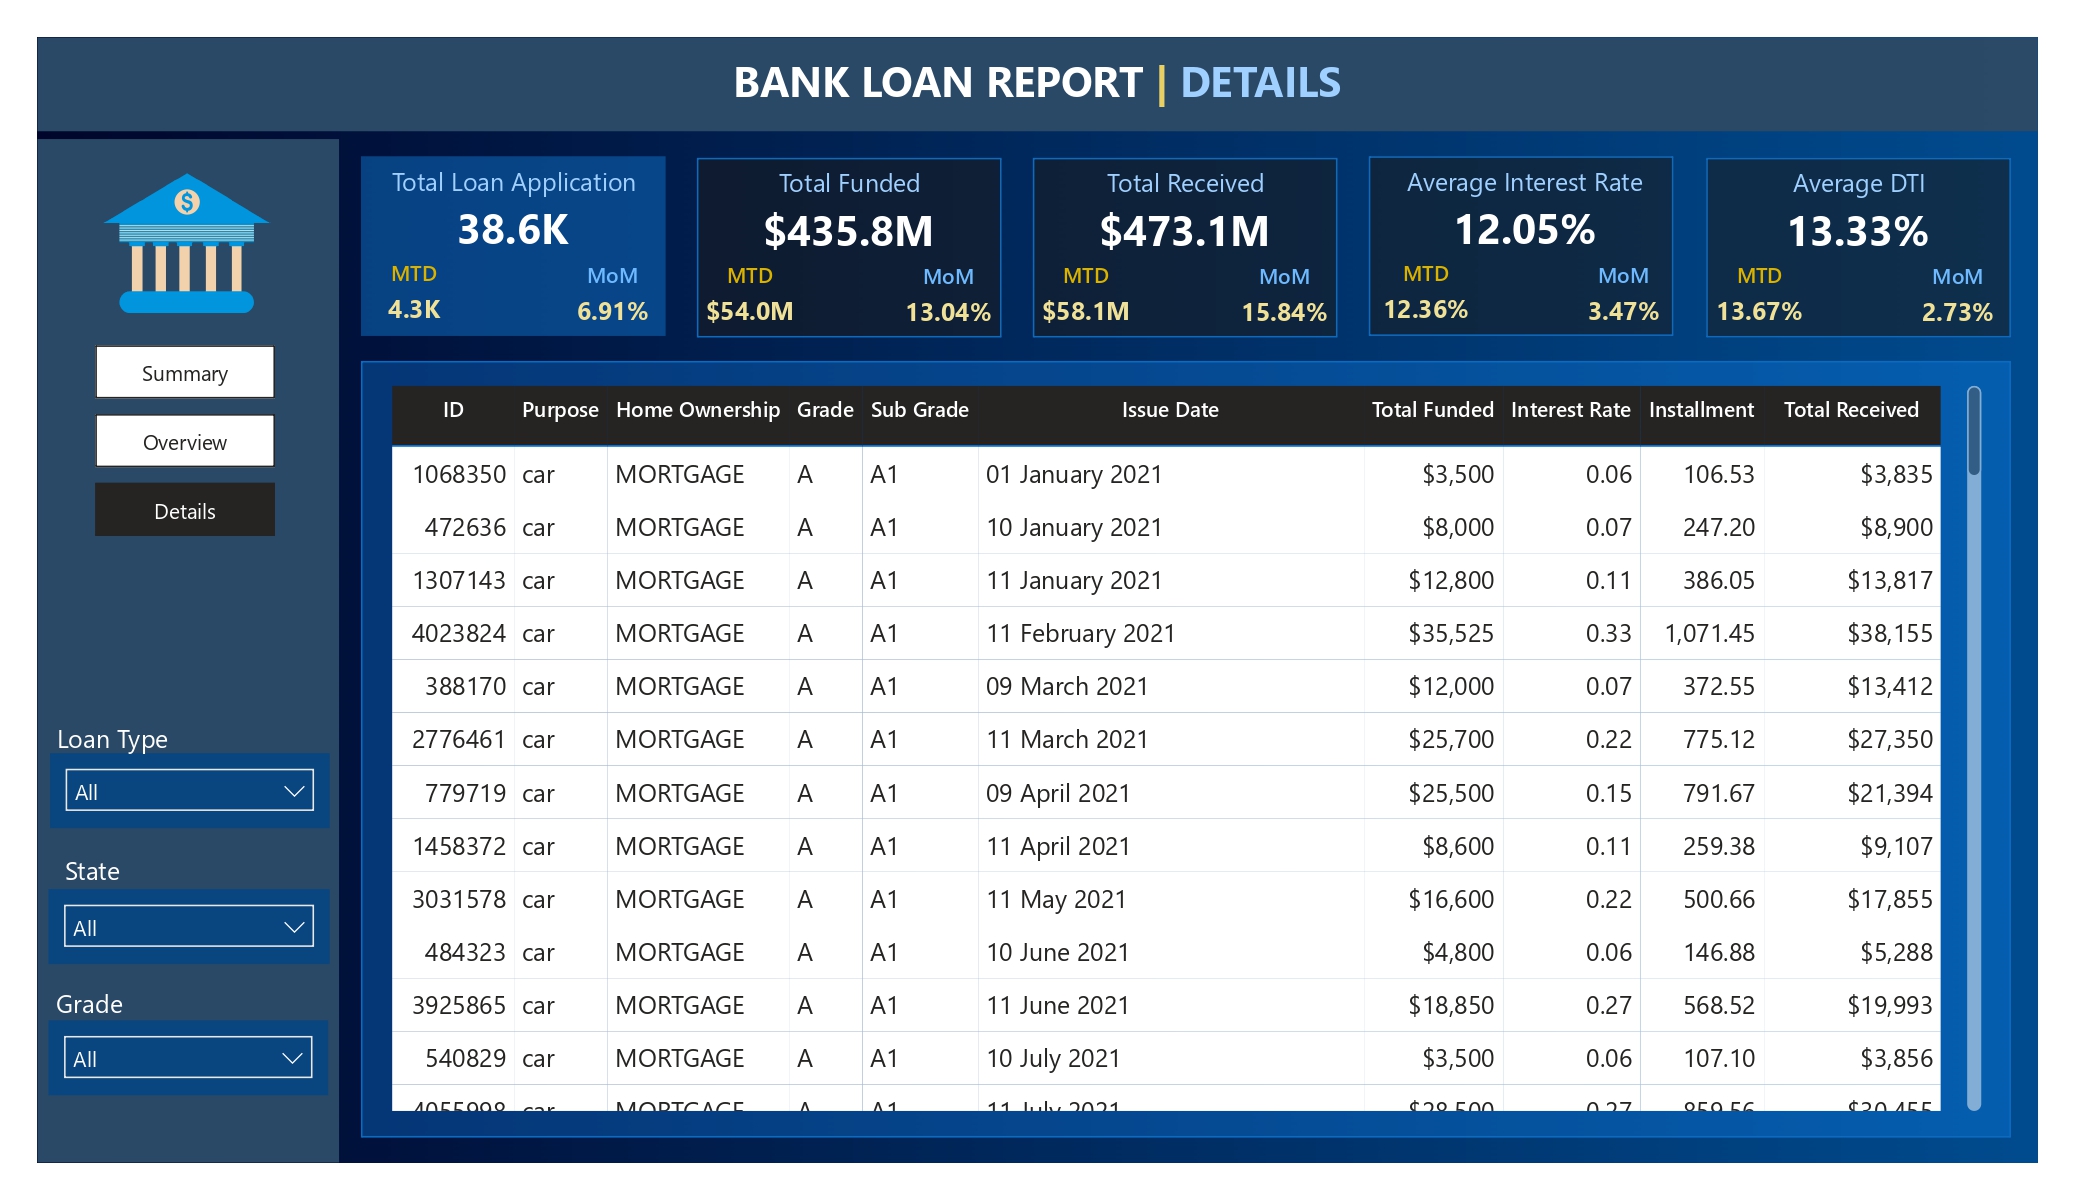 BANK LOAN REPORT | DETAILS
$
Summary
Overview
Details
Loan Type
All
State
All
Grade
All
Total Loan Application
38.6K
MTD MoM
4.3K 6.91%
Total Funded
$435.8M
MTD MoM
$54.0M 13.04%
Total Received
$473.1M
MTD MoM
$58.1M 15.84%
Average Interest Rate
12.05%
MTD MoM
12.36% 3.47%
Average DTI
13.33%
MTD MoM
13.67% 2.73%
ID Purpose Home Ownership Grade Sub Grade Issue Date Total Funded Interest Rate Installment Total Received
1068350 car MORTGAGE A A1 01 January 2021 $3,500 0.06 106.53 $3,835
472636 car MORTGAGE A A1 10 January 2021 $8,000 0.07 247.20 $8,900
1307143 car MORTGAGE A A1 11 January 2021 $12,800 0.11 386.05 $13,817
4023824 car MORTGAGE A A1 11 February 2021 $35,525 0.33 1,071.45 $38,155
388170 car MORTGAGE A A1 09 March 2021 $12,000 0.07 372.55 $13,412
2776461 car MORTGAGE A A1 11 March 2021 $25,700 0.22 775.12 $27,350
779719 car MORTGAGE A A1 09 April 2021 $25,500 0.15 791.67 $21,394
1458372 car MORTGAGE A A1 11 April 2021 $8,600 0.11 259.38 $9,107
3031578 car MORTGAGE A A1 11 May 2021 $16,600 0.22 500.66 $17,855
484323 car MORTGAGE A A1 10 June 2021 $4,800 0.06 146.88 $5,288
3925865 car MORTGAGE A A1 11 June 2021 $18,850 0.27 568.52 $19,993
540829 car MORTGAGE A A1 10 July 2021 $3,500 0.06 107.10 $3,856
car MORTGAGE A A1 11 July 2021